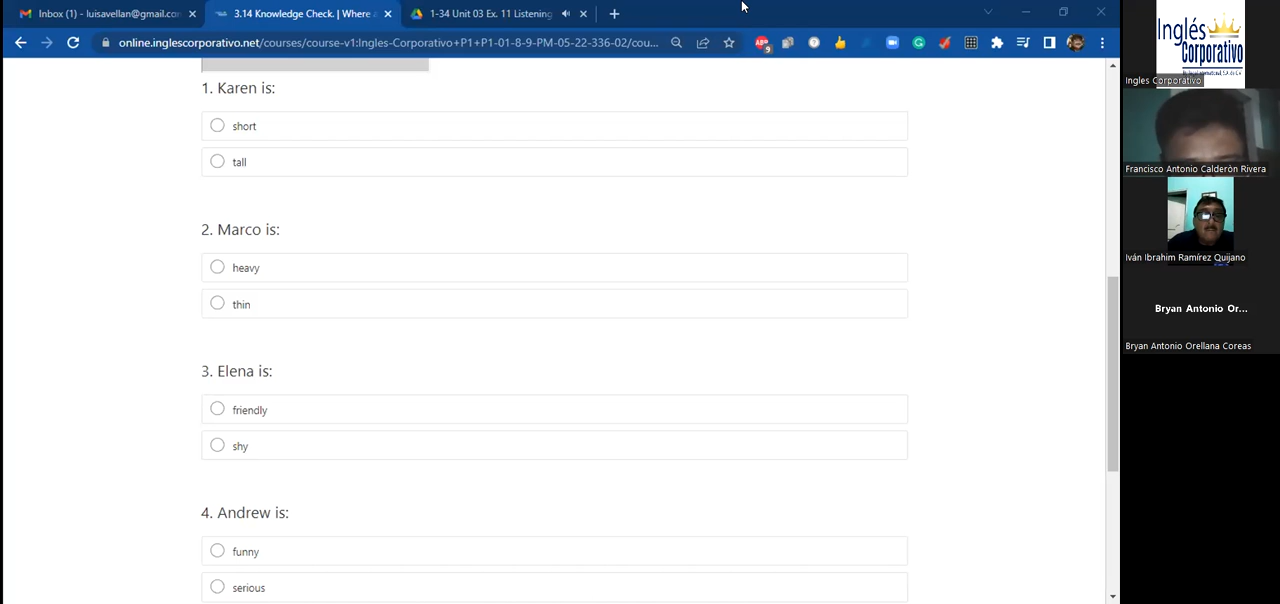 Inbox (1) - luisavellan@gmail.com
3.14 Knowledge Check. | Where a
1-34 Unit 03 Ex. 11 Listening
online.inglescorporativo.net/courses/course-v1:Ingles-Corporativo+P1+P1-01-8-9-PM-05-22-336-02/cou...
1. Karen is:
short
tall
2. Marco is:
heavy
thin
3. Elena is:
friendly
shy
4. Andrew is:
funny
serious
Inglés
Corporativo
Ingles Corporativo
Francisco Antonio Calderón Rivera
Iván Ibrahim Ramírez Quijano
Bryan Antonio Or...
Bryan Antonio Orellana Coreas